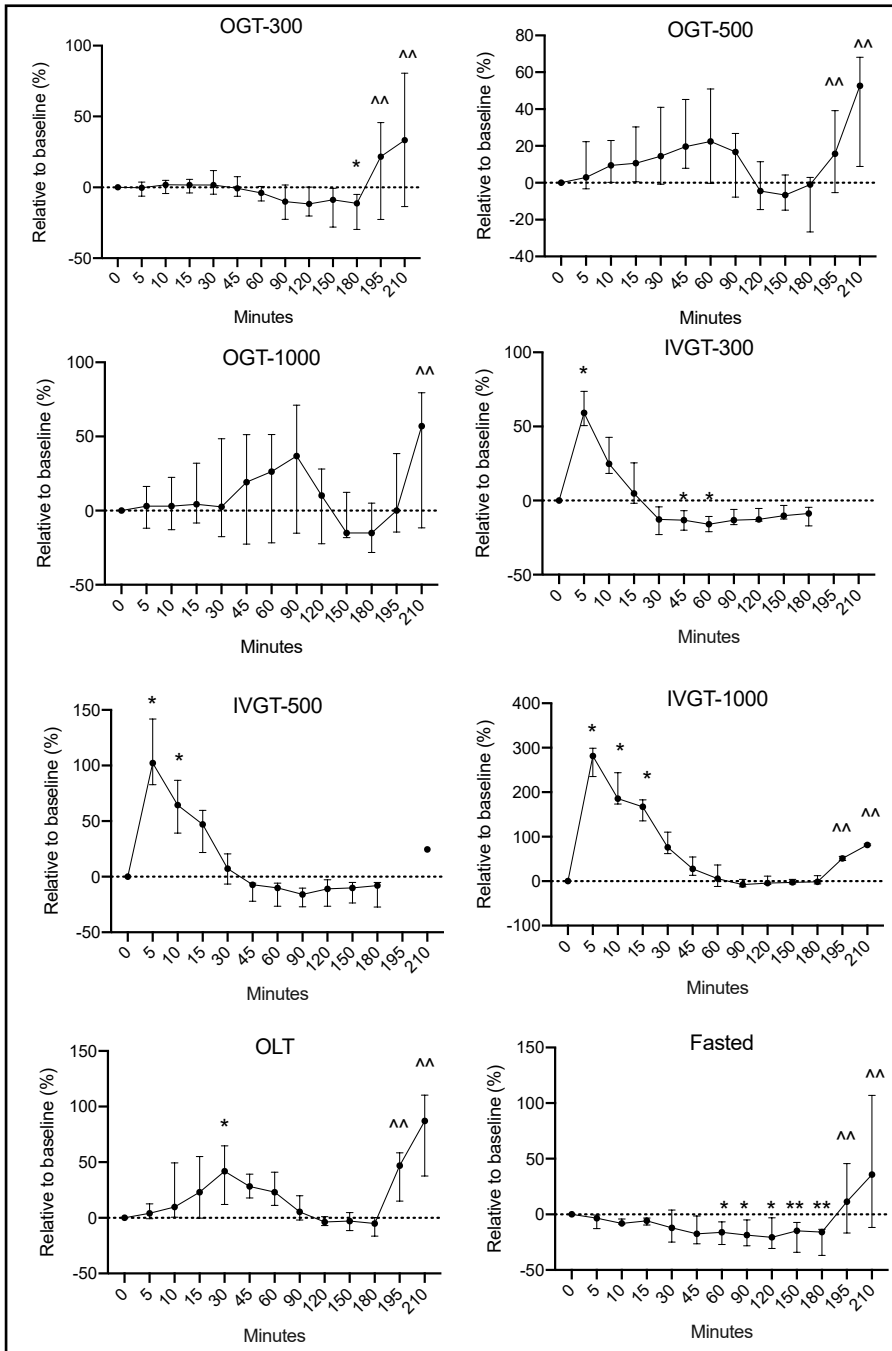 OGT-300
Relative to baseline (%)
100
50
0
-50
* ^^ ^^
0 5 10 15 30 45 60 90 120 150 180 195 210
Minutes
OGT-500
Relative to baseline (%)
80
60
40
20
0
-20
-40
^^ ^^
0 5 10 15 30 45 60 90 120 150 180 195 210
Minutes
OGT-1000
Relative to baseline (%)
100
50
0
-50
^^
0 5 10 15 30 45 60 90 120 150 180 195 210
Minutes
IVGT-300
Relative to baseline (%)
100
50
0
-50
* * *
0 5 10 15 30 45 60 90 120 150 180 195 210
Minutes
IVGT-500
Relative to baseline (%)
150
100
50
0
-50
* *
0 5 10 15 30 45 60 90 120 150 180 195 210
Minutes
IVGT-1000
Relative to baseline (%)
400
300
200
100
0
-100
* * * ^^ ^^
0 5 10 15 30 45 60 90 120 150 180 195 210
Minutes
OLT
Relative to baseline (%)
150
100
50
0
-50
* ^^ ^^
0 5 10 15 30 45 60 90 120 150 180 195 210
Minutes
Fasted
Relative to baseline (%)
150
100
50
0
-50
* * * ** ** ^^ ^^
0 5 10 15 30 45 60 90 120 150 180 195 210
Minutes